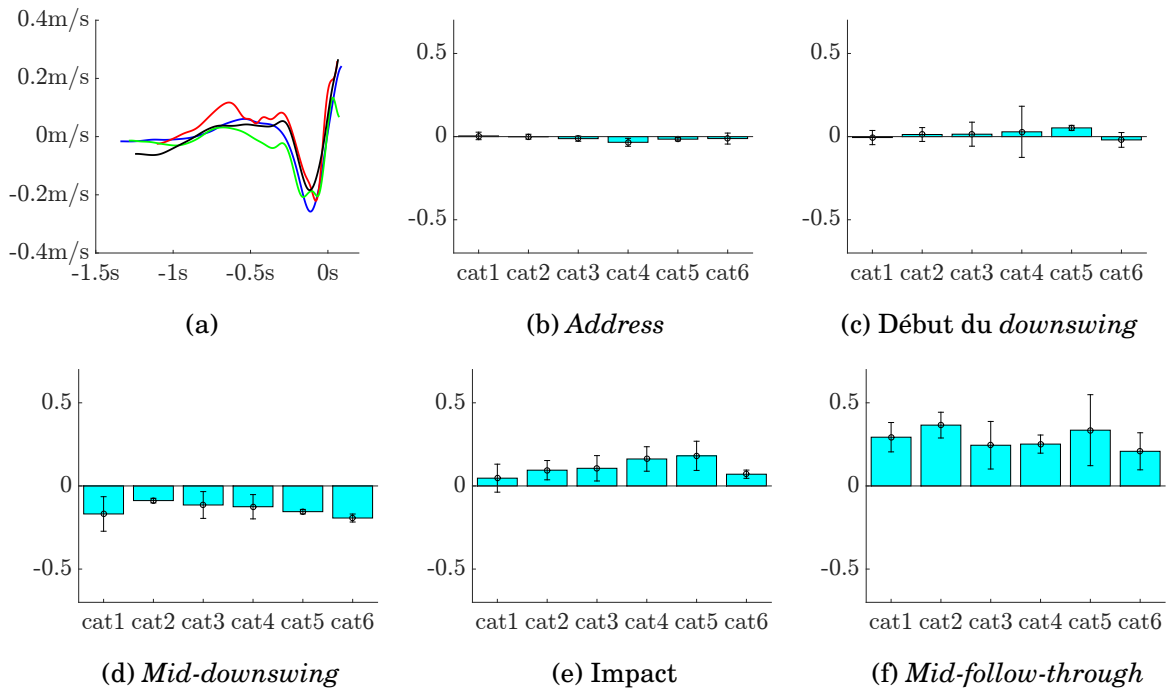 0.4m/s
0.2m/s
0m/s
-0.2m/s
-0.4m/s
-1.5s -1s -0.5s 0s
(a)
0.5
0
-0.5
cat1 cat2 cat3 cat4 cat5 cat6
(b) Address
0.5
0
-0.5
cat1 cat2 cat3 cat4 cat5 cat6
(c) Début du downswing
0.5
0
-0.5
cat1 cat2 cat3 cat4 cat5 cat6
(d) Mid-downswing
0.5
0
-0.5
cat1 cat2 cat3 cat4 cat5 cat6
(e) Impact
0.5
0
-0.5
cat1 cat2 cat3 cat4 cat5 cat6
(f) Mid-follow-through